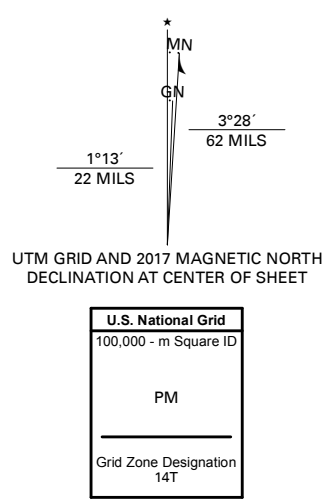 ★
MN
GN
3°28´
62 MILS
1°13´
22 MILS
UTM GRID AND 2017 MAGNETIC NORTH
DECLINATION AT CENTER OF SHEET
U.S. National Grid
100,000 - m Square ID
PM
Grid Zone Designation
14T